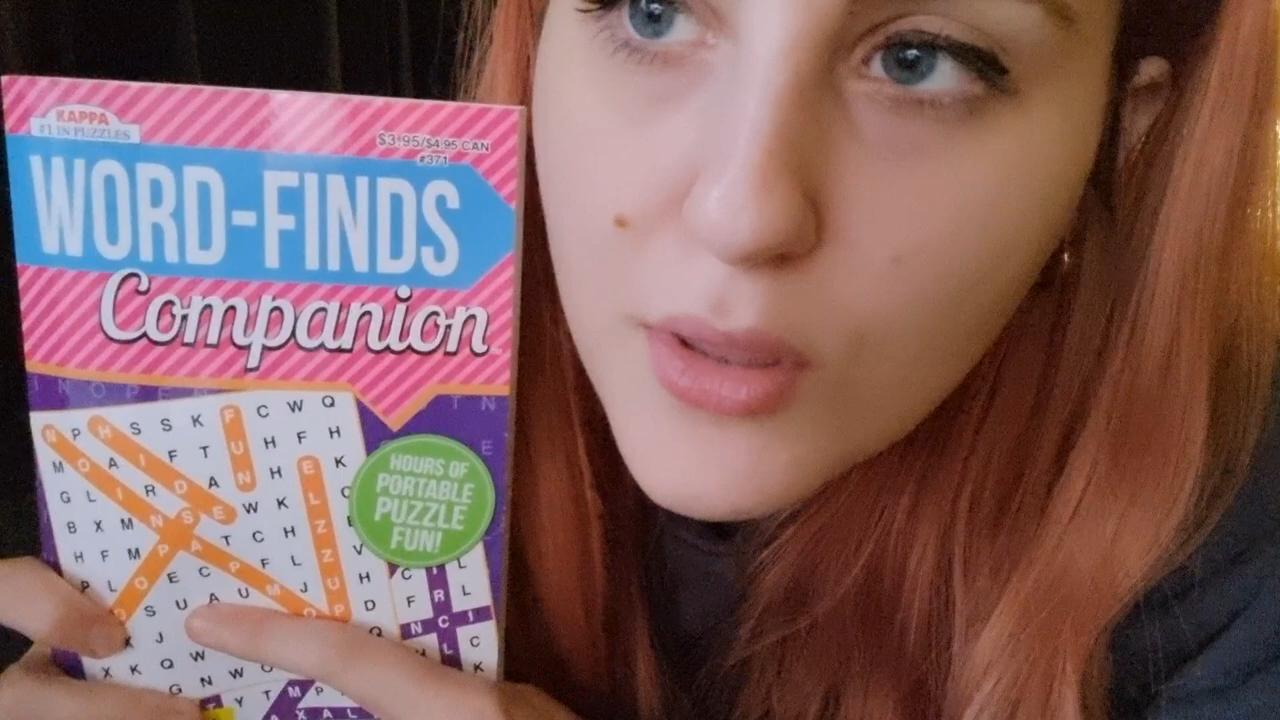 KAPPA
#1 IN PUZZLES
$3.95/$4.95 CAN
#371
WORD-FINDS
Companion
HOURS OF
PORTABLE
PUZZLE
FUN!
N P H S S K F C W Q
M O A I F T U H F H
G L I R D A N H E K
B X M N S E W K L
H F M P A T C H Z
P L O E C P F L Z
S U A U M J U H
J O P D
X K Q W
G N W
Y T M P
A X A L
C L
F R L
N C I
L C
K